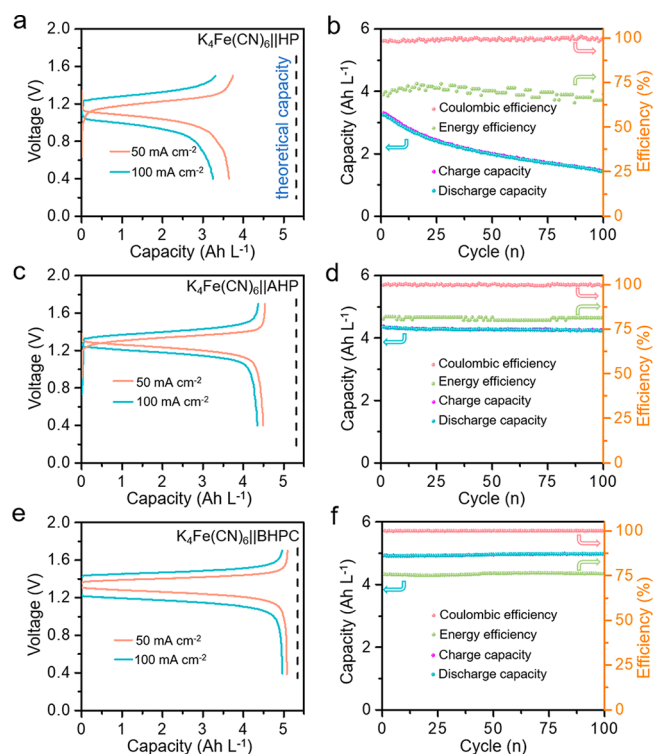 a
K₄Fe(CN)₆||HP
2.0
1.6
1.2
0.8
0.4
Voltage (V)
theoretical capacity
50 mA cm⁻²
100 mA cm⁻²
0 1 2 3 4 5
Capacity (Ah L⁻¹)
b
6
4
2
0
Capacity (Ah L⁻¹)
100
75
50
25
0
Efficiency (%)
Coulombic efficiency
Energy efficiency
Charge capacity
Discharge capacity
0 25 50 75 100
Cycle (n)
c
K₄Fe(CN)₆||AHP
2.0
1.6
1.2
0.8
0.4
0.0
Voltage (V)
50 mA cm⁻²
100 mA cm⁻²
0 1 2 3 4 5
Capacity (Ah L⁻¹)
d
6
4
2
0
Capacity (Ah L⁻¹)
100
75
50
25
0
Efficiency (%)
Coulombic efficiency
Energy efficiency
Charge capacity
Discharge capacity
0 25 50 75 100
Cycle (n)
e
K₄Fe(CN)₆||BHPC
2.0
1.6
1.2
0.8
0.4
0.0
Voltage (V)
50 mA cm⁻²
100 mA cm⁻²
0 1 2 3 4 5
Capacity (Ah L⁻¹)
f
6
4
2
0
Capacity (Ah L⁻¹)
100
75
50
25
0
Efficiency (%)
Coulombic efficiency
Energy efficiency
Charge capacity
Discharge capacity
0 25 50 75 100
Cycle (n)